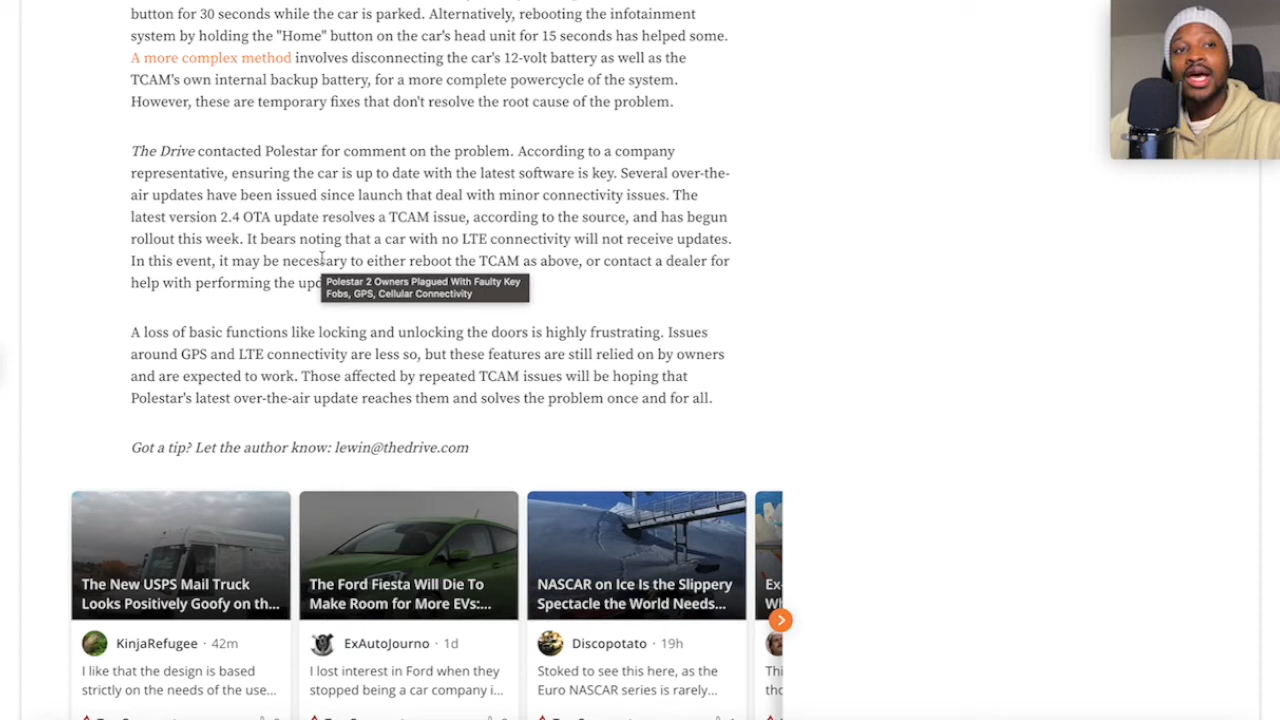 button for 30 seconds while the car is parked. Alternatively, rebooting the infotainment
system by holding the "Home" button on the car's head unit for 15 seconds has helped some.
A more complex method involves disconnecting the car's 12-volt battery as well as the
TCAM's own internal backup battery, for a more complete powercycle of the system.
However, these are temporary fixes that don't resolve the root cause of the problem.
The Drive contacted Polestar for comment on the problem. According to a company
representative, ensuring the car is up to date with the latest software is key. Several over-the-
air updates have been issued since launch that deal with minor connectivity issues. The
latest version 2.4 OTA update resolves a TCAM issue, according to the source, and has begun
rollout this week. It bears noting that a car with no LTE connectivity will not receive updates.
In this event, it may be necessary to either reboot the TCAM as above, or contact a dealer for
help with performing the upd
Polestar 2 Owners Plagued With Faulty Key
Fobs, GPS, Cellular Connectivity
A loss of basic functions like locking and unlocking the doors is highly frustrating. Issues
around GPS and LTE connectivity are less so, but these features are still relied on by owners
and are expected to work. Those affected by repeated TCAM issues will be hoping that
Polestar's latest over-the-air update reaches them and solves the problem once and for all.
Got a tip? Let the author know: lewin@thedrive.com
The New USPS Mail Truck
Looks Positively Goofy on th...
KinjaRefugee · 42m
I like that the design is based
strictly on the needs of the use...
The Ford Fiesta Will Die To
Make Room for More EVs:...
ExAutoJourno · 1d
I lost interest in Ford when they
stopped being a car company i...
NASCAR on Ice Is the Slippery
Spectacle the World Needs...
Discopotato · 19h
Stoked to see this here, as the
Euro NASCAR series is rarely...
Ex
Wh
Thi
tho